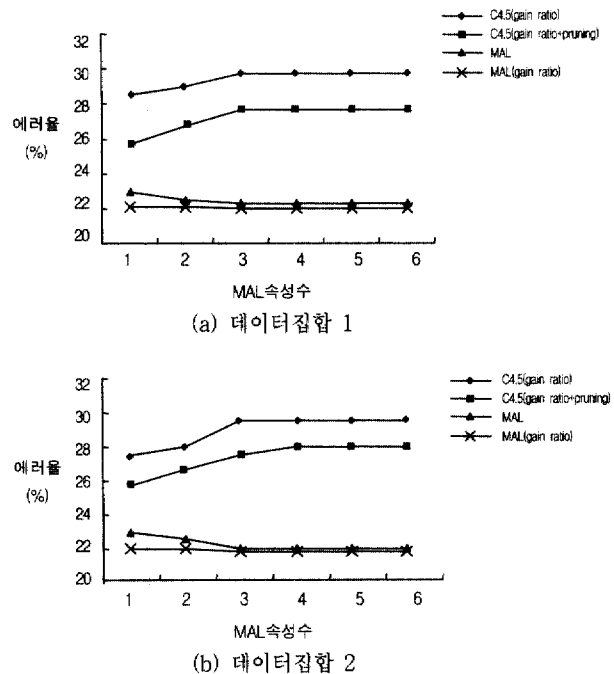 C4.5(gain ratio)
C4.5(gain ratio+pruning)
MAL
MAL(gain ratio)
에러율
(%)
32
30
28
26
24
22
20
1 2 3 4 5 6
MAL속성수
(a) 데이터집합 1
C4.5(gain ratio)
C4.5(gain ratio+pruning)
MAL
MAL(gain ratio)
에러율
(%)
32
30
28
26
24
22
20
1 2 3 4 5 6
MAL속성수
(b) 데이터집합 2